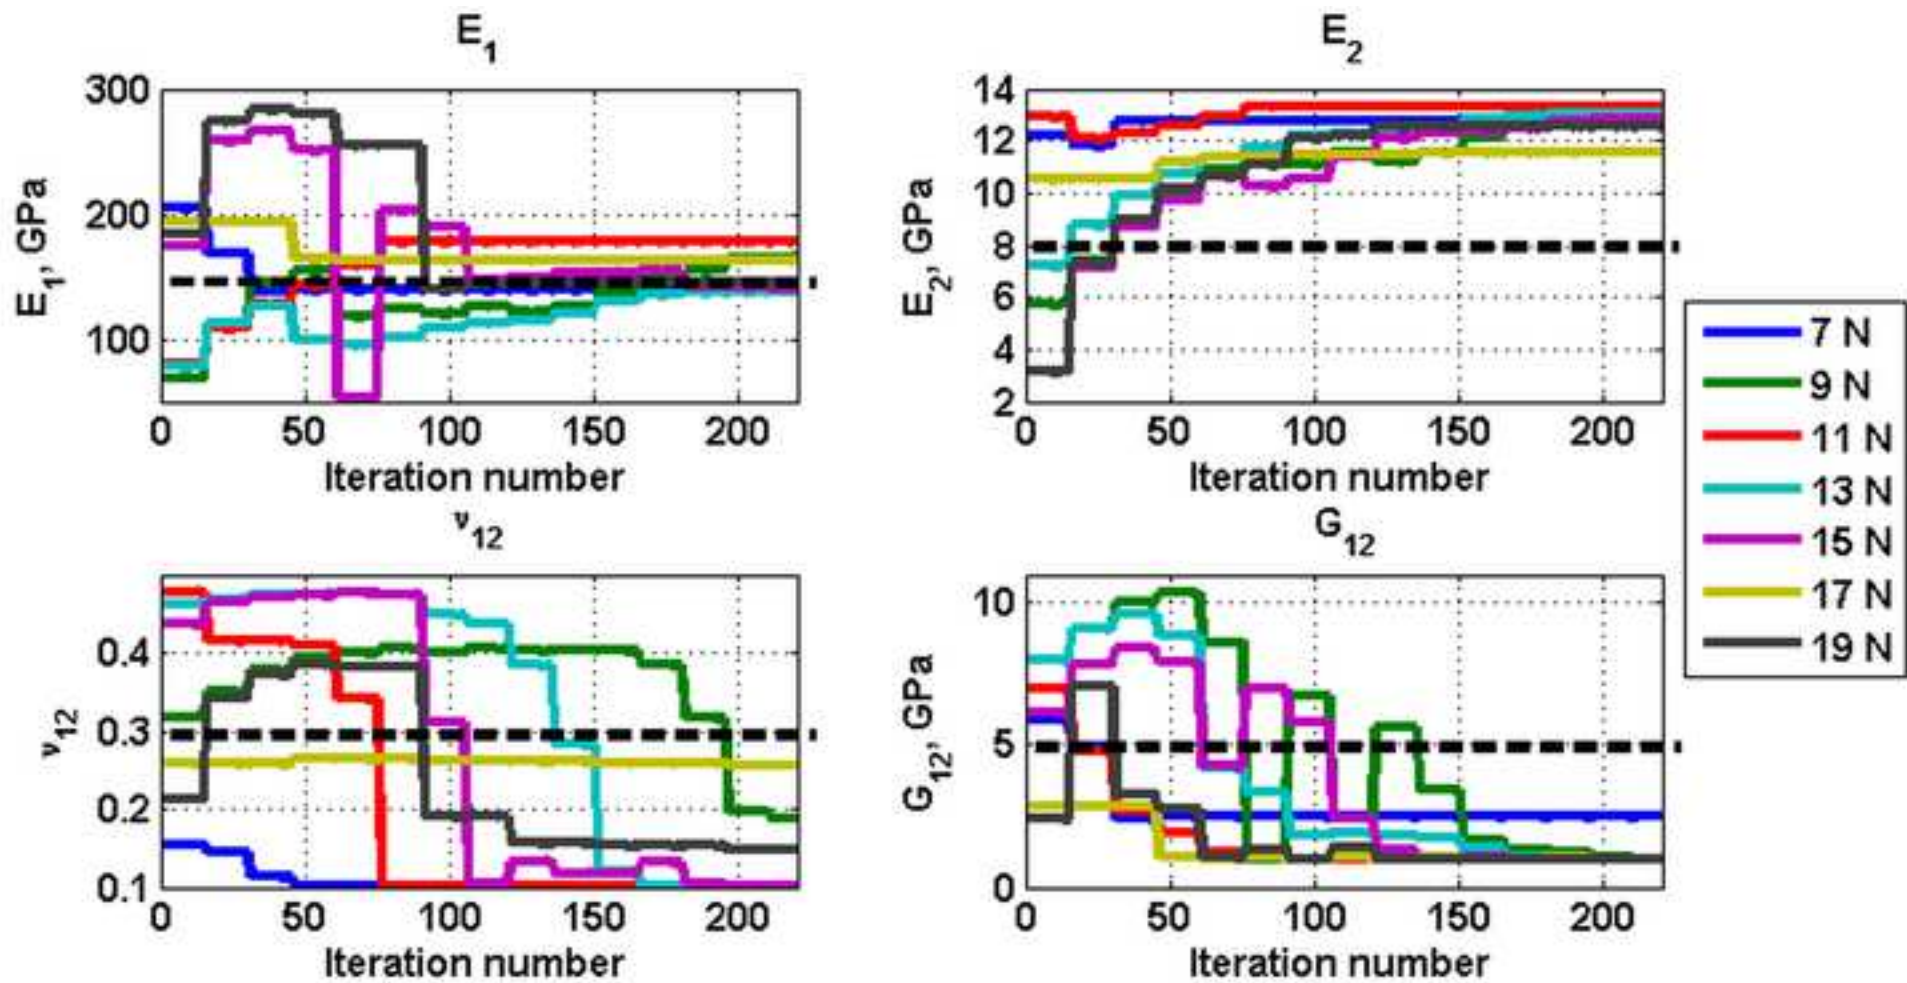 E1
E1, GPa
300
200
100
0 50 100 150 200
Iteration number
E2
E2, GPa
14
12
10
8
6
4
2
0 50 100 150 200
Iteration number
ν12
ν12
0.4
0.3
0.2
0.1
0 50 100 150 200
Iteration number
G12
G12, GPa
10
5
0
0 50 100 150 200
Iteration number
7 N
9 N
11 N
13 N
15 N
17 N
19 N